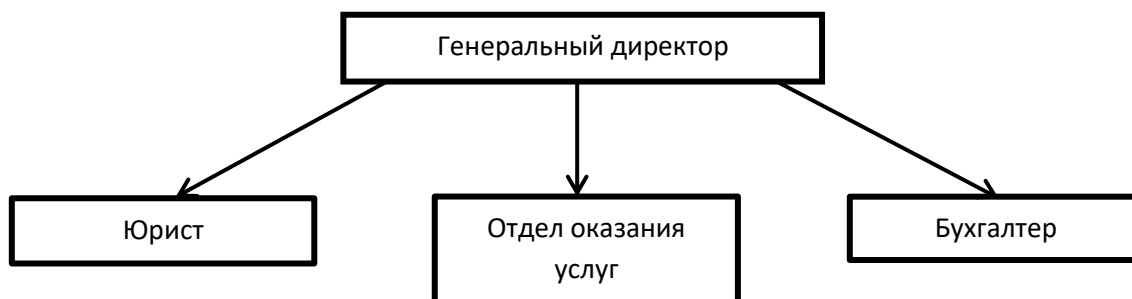 Генеральный директор
Юрист
Отдел оказания
услуг
Бухгалтер